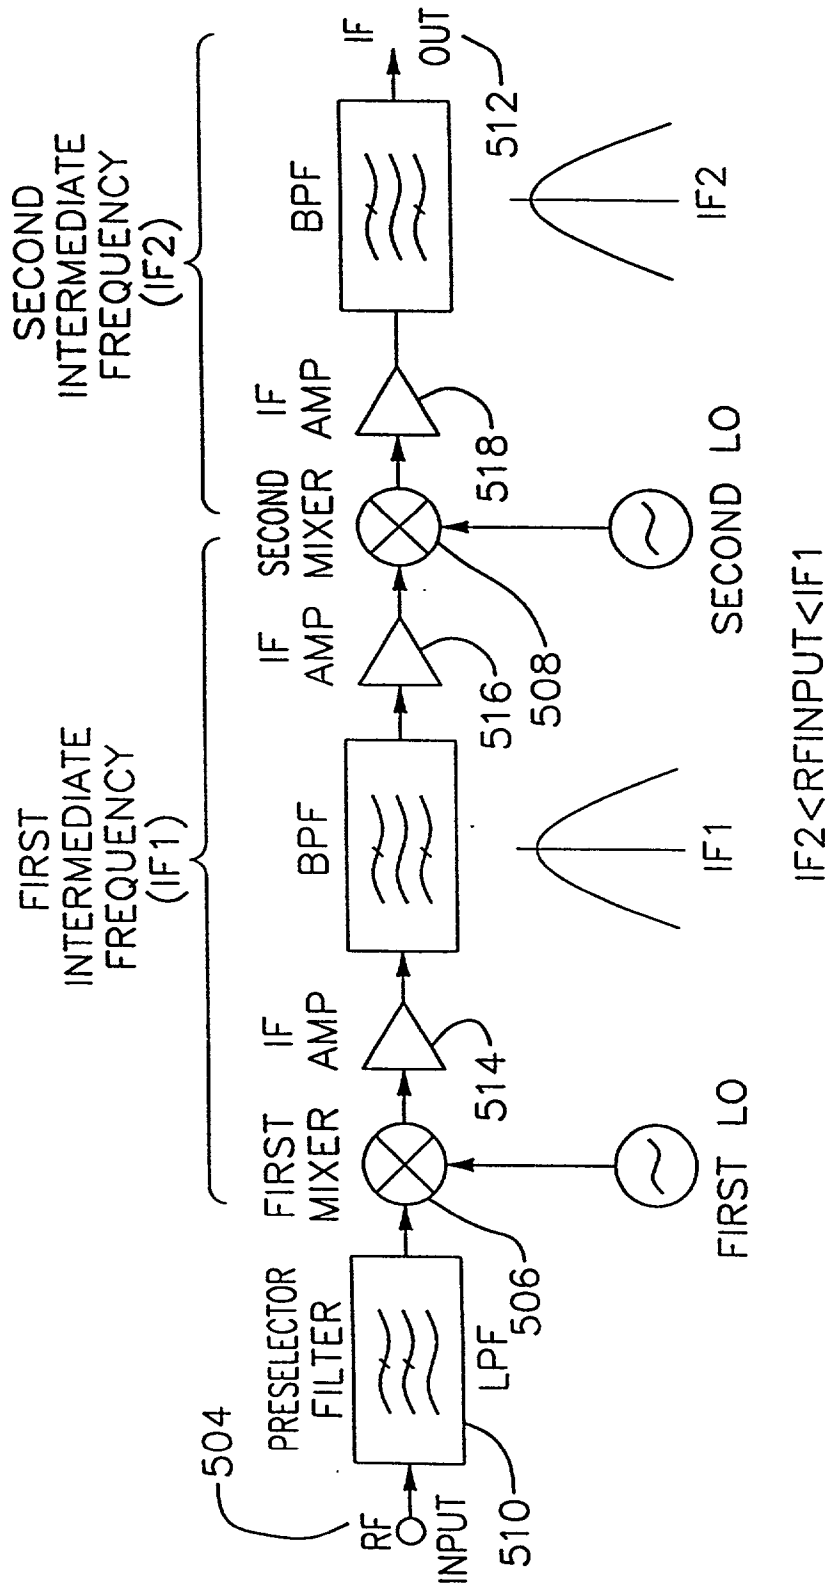 FIRST
INTERMEDIATE
FREQUENCY
(IF1)
SECOND
INTERMEDIATE
FREQUENCY
(IF2)
504
RF
INPUT
PRESELECTOR
FILTER
LPF
510
FIRST
MIXER
506
IF
AMP
514
BPF
IF
AMP
516
SECOND
MIXER
508
IF
AMP
518
BPF
IF
OUT
512
FIRST LO
IF1
SECOND LO
IF2
IF2<RFINPUT<IF1